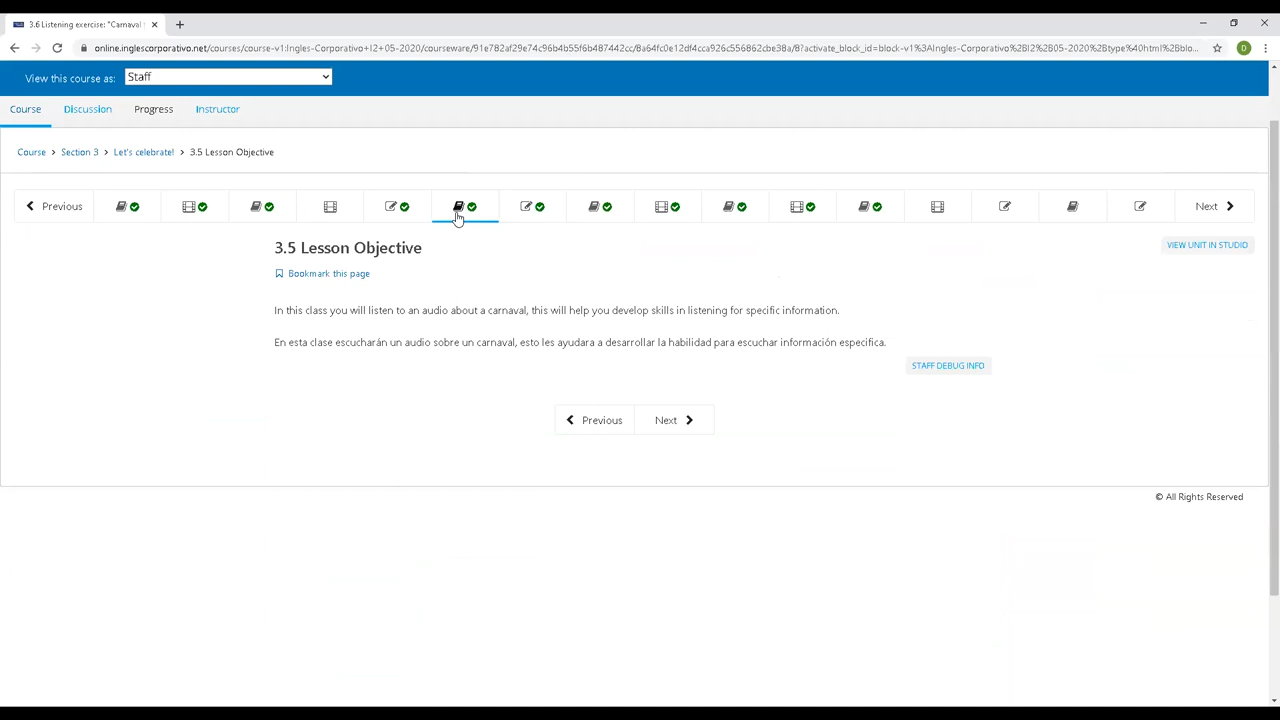 3.6 Listening exercise: "Carnaval
online.inglescorporativo.net/courses/course-v1:Ingles-Corporativo+I2+05-2020/courseware/91e782af29e74c96b4b55f6b487442cc/8a64fc0e12df4cca926c556862cbe38a/8?activate_block_id=block-v1%3AIngles-Corporativo%2BI2%2B05-2020%2Btype%40html%2Bblo...
D
View this course as:
Staff
Course
Discussion
Progress
Instructor
Course > Section 3 > Let's celebrate! > 3.5 Lesson Objective
Previous
Next
3.5 Lesson Objective
VIEW UNIT IN STUDIO
Bookmark this page
In this class you will listen to an audio about a carnaval, this will help you develop skills in listening for specific information.
En esta clase escucharán un audio sobre un carnaval, esto les ayudara a desarrollar la habilidad para escuchar información especifica.
STAFF DEBUG INFO
Previous
Next
© All Rights Reserved